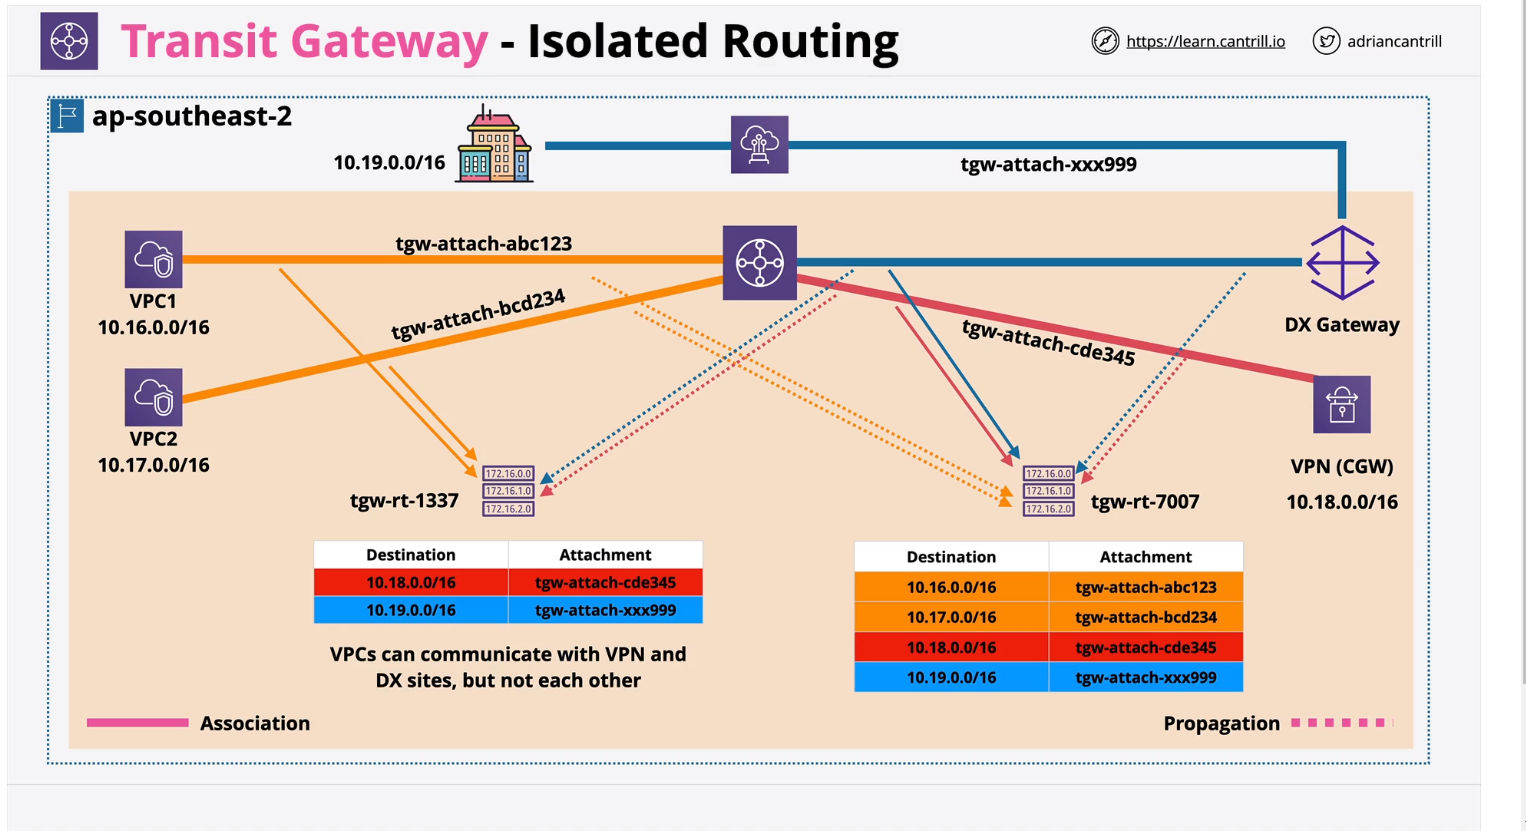 Transit Gateway - Isolated Routing
https://learn.cantrill.io
adriancantrill
ap-southeast-2
10.19.0.0/16
tgw-attach-xxx999
tgw-attach-abc123
VPC1
10.16.0.0/16
tgw-attach-bcd234
tgw-attach-cde345
DX Gateway
VPC2
10.17.0.0/16
VPN (CGW)
10.18.0.0/16
tgw-rt-1337
172.16.0.0
172.16.1.0
172.16.2.0
172.16.0.0
172.16.1.0
172.16.2.0
tgw-rt-7007
Destination Attachment
10.18.0.0/16 tgw-attach-cde345
10.19.0.0/16 tgw-attach-xxx999
VPCs can communicate with VPN and
DX sites, but not each other
Destination Attachment
10.16.0.0/16 tgw-attach-abc123
10.17.0.0/16 tgw-attach-bcd234
10.18.0.0/16 tgw-attach-cde345
10.19.0.0/16 tgw-attach-xxx999
Association
Propagation